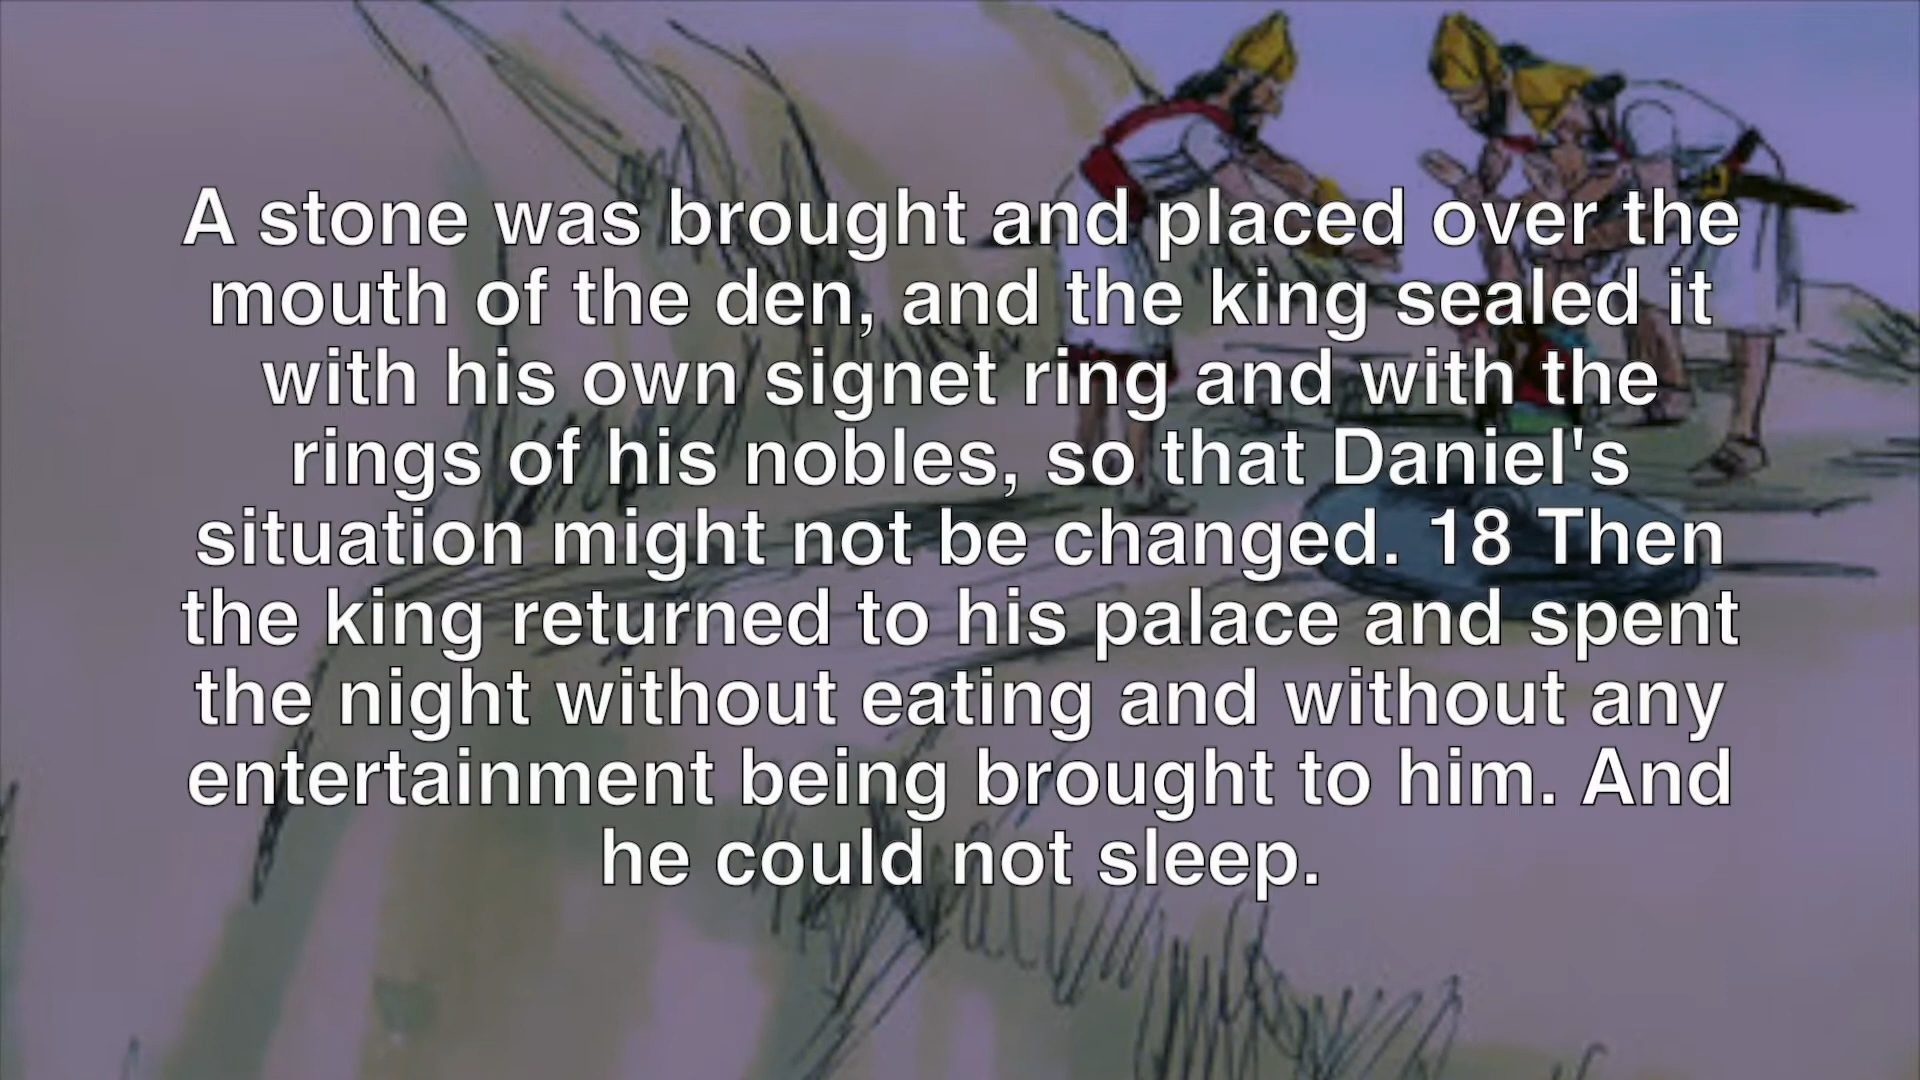 A stone was brought and placed over the
mouth of the den, and the king sealed it
with his own signet ring and with the
rings of his nobles, so that Daniel's
situation might not be changed. 18 Then
the king returned to his palace and spent
the night without eating and without any
entertainment being brought to him. And
he could not sleep.